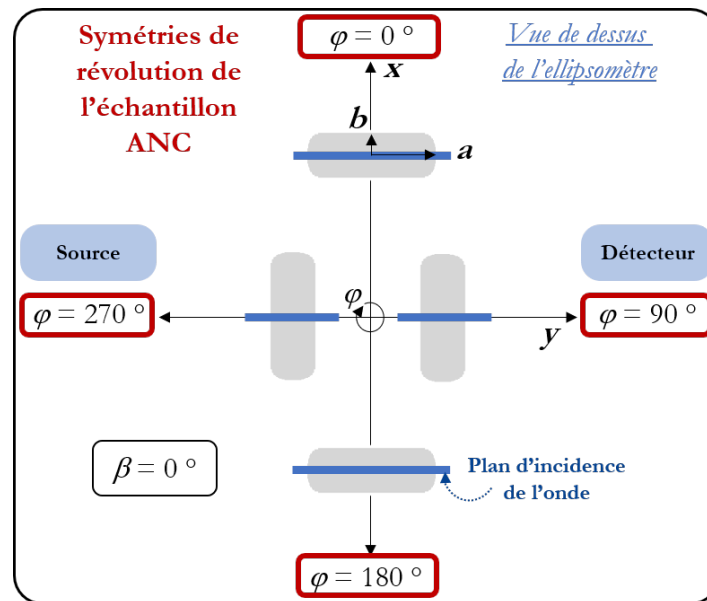 Symétries de
révolution de
l'échantillon
ANC
φ = 0 °
Vue de dessus
de l'ellipsomètre
x
b
a
Source
Détecteur
φ = 270 °
φ
y
φ = 90 °
β = 0 °
Plan d'incidence
de l'onde
φ = 180 °